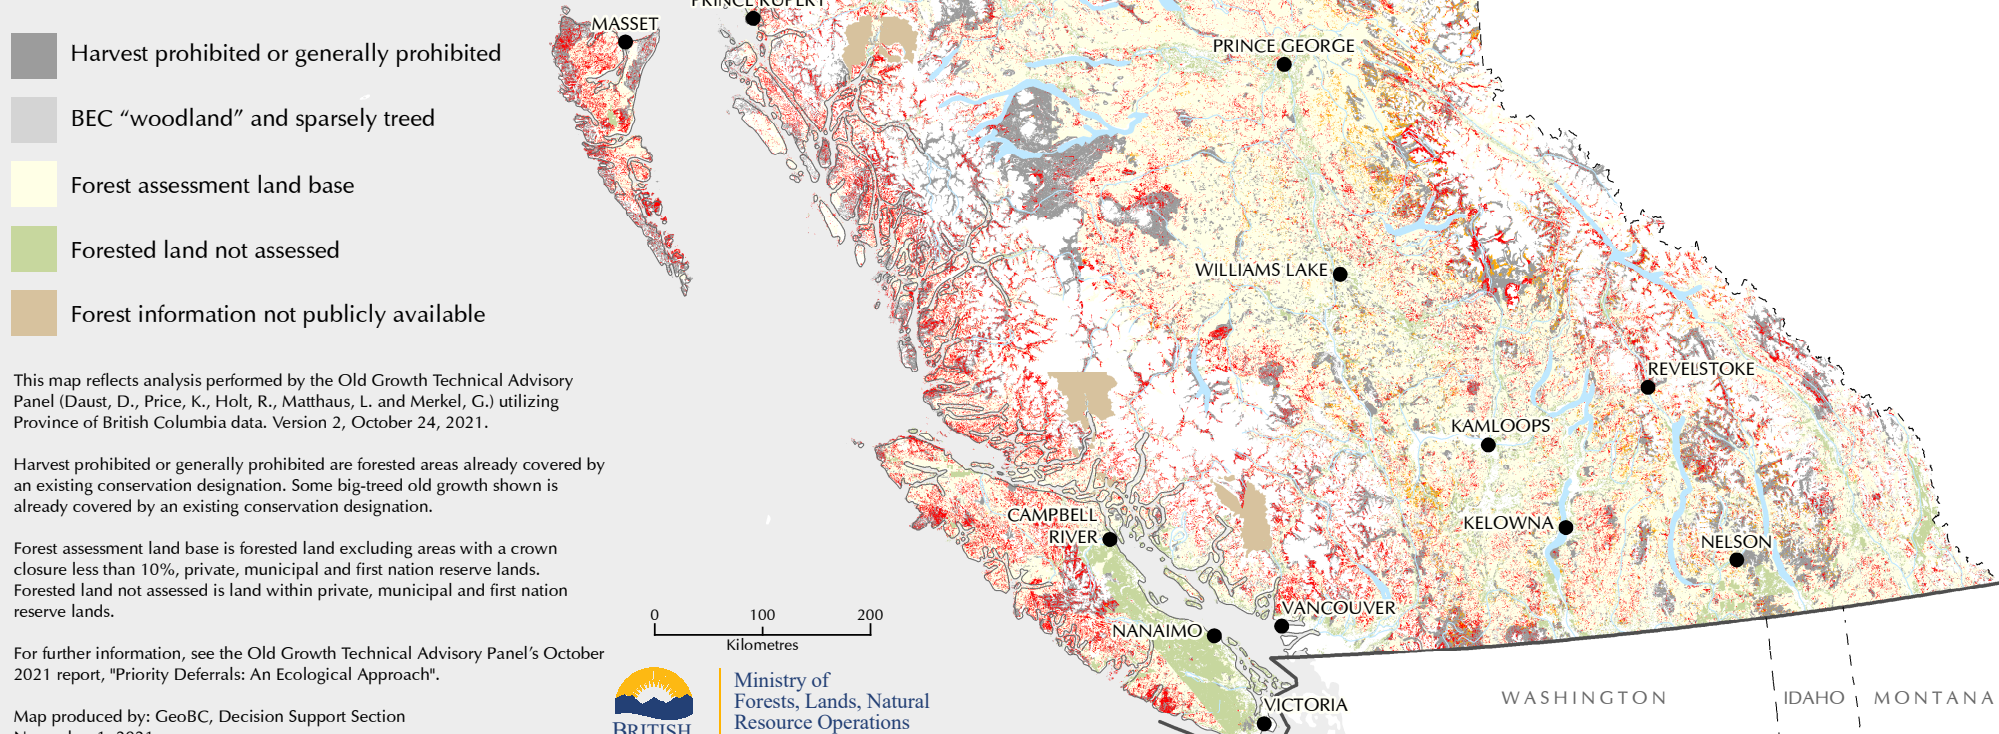 Harvest prohibited or generally prohibited
BEC “woodland” and sparsely treed
Forest assessment land base
Forested land not assessed
Forest information not publicly available
This map reflects analysis performed by the Old Growth Technical Advisory
Panel (Daust, D., Price, K., Holt, R., Matthaus, L. and Merkel, G.) utilizing
Province of British Columbia data. Version 2, October 24, 2021.
Harvest prohibited or generally prohibited are forested areas already covered by
an existing conservation designation. Some big-treed old growth shown is
already covered by an existing conservation designation.
Forest assessment land base is forested land excluding areas with a crown
closure less than 10%, private, municipal and first nation reserve lands.
Forested land not assessed is land within private, municipal and first nation
reserve lands.
For further information, see the Old Growth Technical Advisory Panel’s October
2021 report, "Priority Deferrals: An Ecological Approach".
Map produced by: GeoBC, Decision Support Section
0 100 200
Kilometres
BRITISH
Ministry of
Forests, Lands, Natural
Resource Operations
PRINCE RUPERT
MASSET
PRINCE GEORGE
WILLIAMS LAKE
REVELSTOKE
KAMLOOPS
CAMPBELL
RIVER
KELOWNA
NELSON
VANCOUVER
NANAIMO
VICTORIA
WASHINGTON
IDAHO
MONTANA